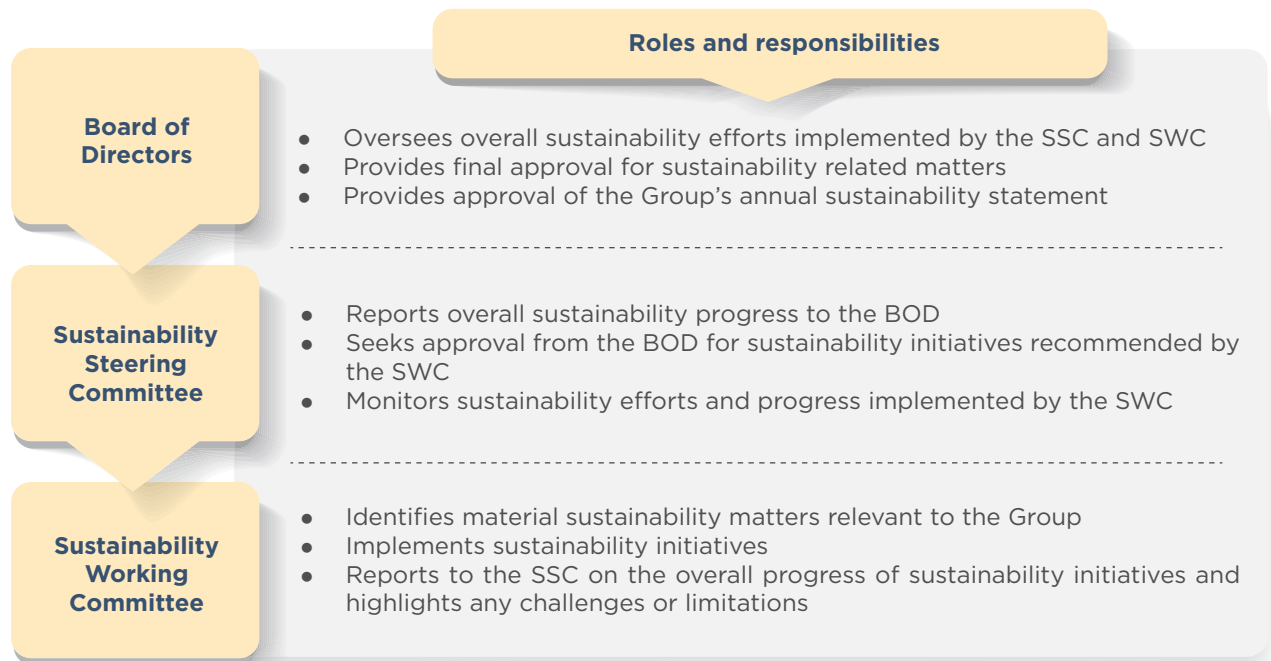 Roles and responsibilities
Board of
Directors
● Oversees overall sustainability efforts implemented by the SSC and SWC
● Provides final approval for sustainability related matters
● Provides approval of the Group's annual sustainability statement
Sustainability
Steering
Committee
● Reports overall sustainability progress to the BOD
● Seeks approval from the BOD for sustainability initiatives recommended by
the SWC
● Monitors sustainability efforts and progress implemented by the SWC
Sustainability
Working
Committee
● Identifies material sustainability matters relevant to the Group
● Implements sustainability initiatives
● Reports to the SSC on the overall progress of sustainability initiatives and
highlights any challenges or limitations